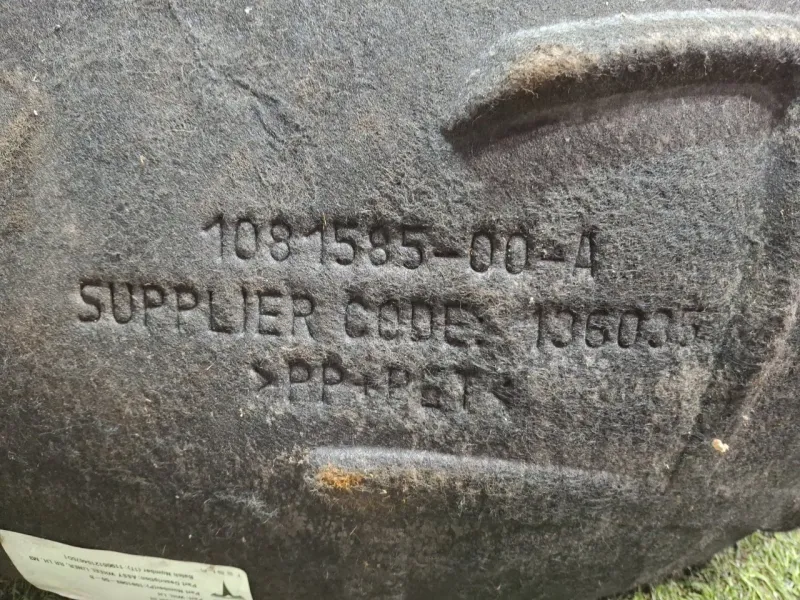 1081585-00-A
SUPPLIER CODE: 136035
>PP+PET<